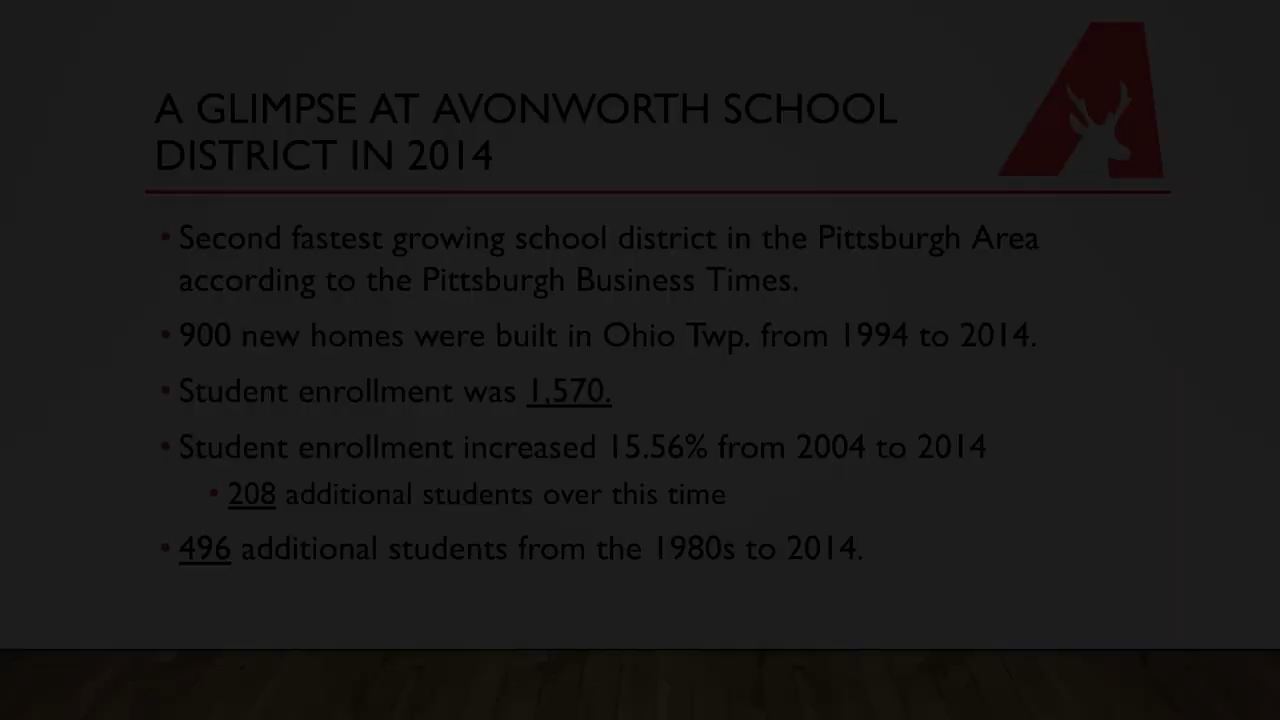 A GLIMPSE AT AVONWORTH SCHOOL
DISTRICT IN 2014
• Second fastest growing school district in the Pittsburgh Area
according to the Pittsburgh Business Times.
• 900 new homes were built in Ohio Twp. from 1994 to 2014.
• Student enrollment was 1,570.
• Student enrollment increased 15.56% from 2004 to 2014
• 208 additional students over this time
• 496 additional students from the 1980s to 2014.